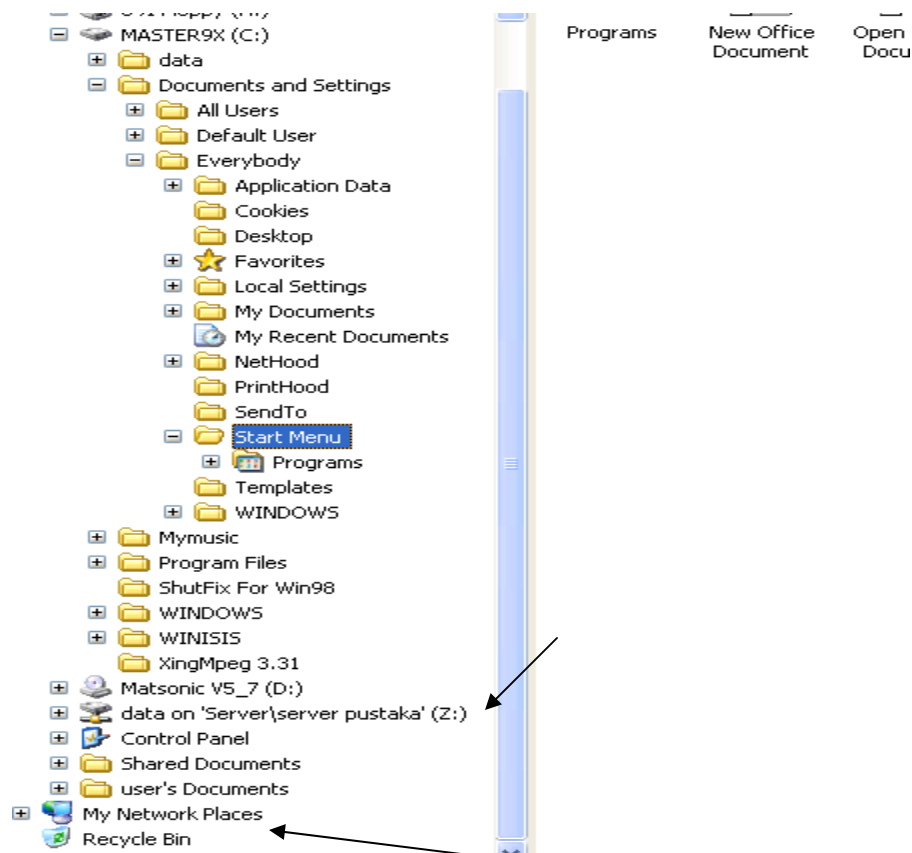 MASTER9X (C:)
data
Documents and Settings
All Users
Default User
Everybody
Application Data
Cookies
Desktop
Favorites
Local Settings
My Documents
My Recent Documents
NetHood
PrintHood
SendTo
Start Menu
Programs
Templates
WINDOWS
Mymusic
Program Files
ShutFix For Win98
WINDOWS
WINISIS
XingMpeg 3.31
Matsonic V5_7 (D:)
data on 'Server\server pustaka' (Z:)
Control Panel
Shared Documents
user's Documents
My Network Places
Recycle Bin
Programs
New Office
Document
Open
Docu